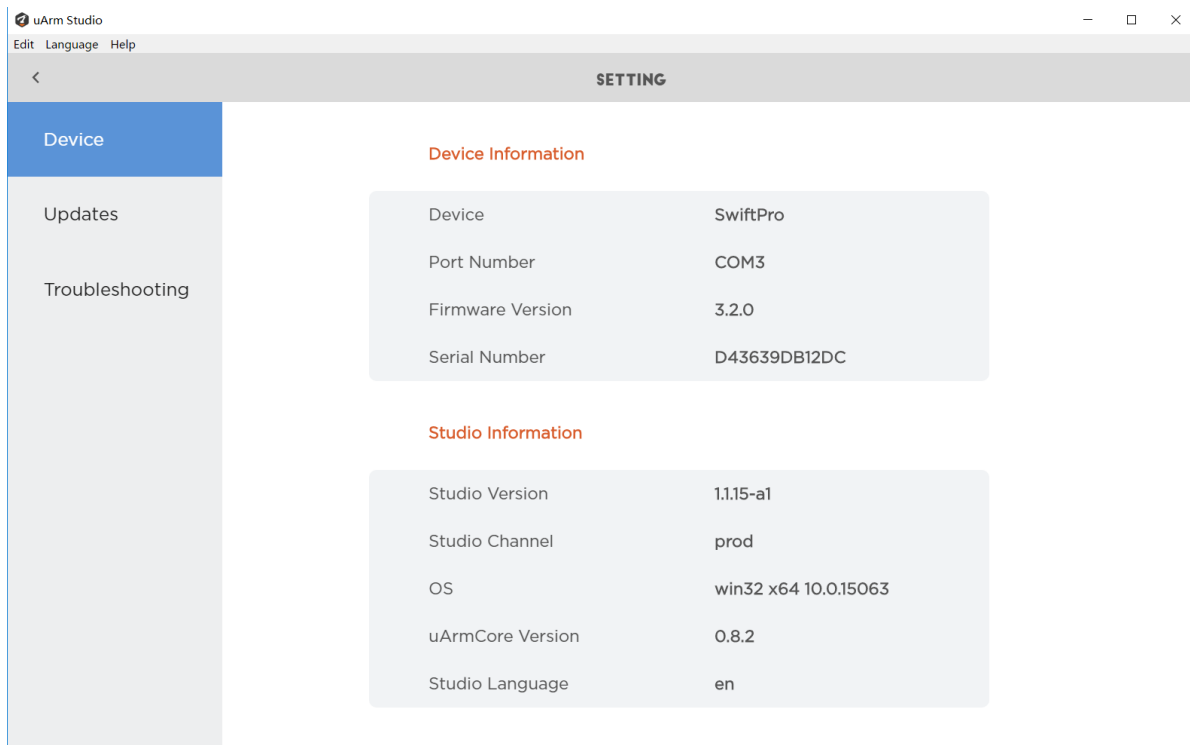 uArm Studio
Edit Language Help
SETTING
Device
Updates
Troubleshooting
Device Information
Device SwiftPro
Port Number COM3
Firmware Version 3.2.0
Serial Number D43639DB12DC
Studio Information
Studio Version 1.1.15-a1
Studio Channel prod
OS win32 x64 10.0.15063
uArmCore Version 0.8.2
Studio Language en